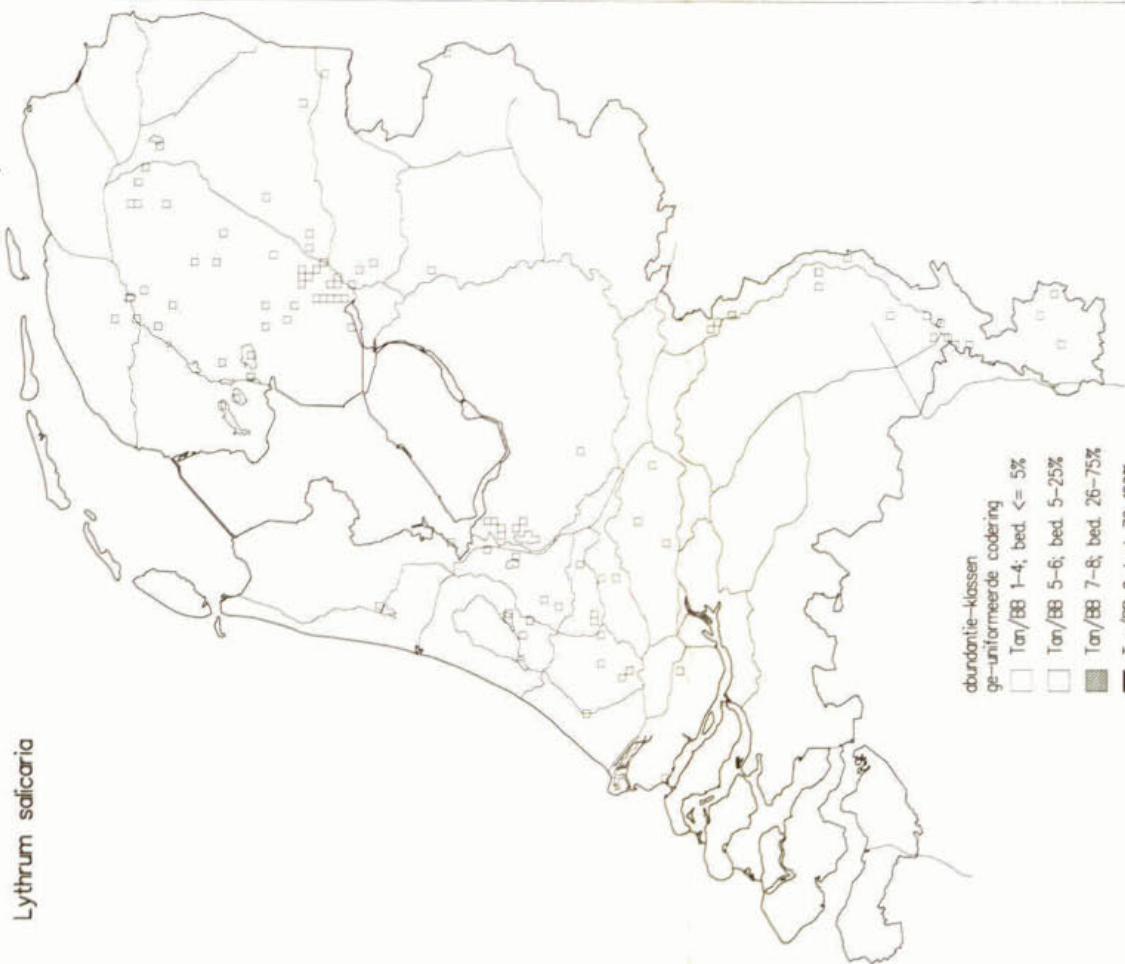 Lythrum salicaria
abundantie-klassen
ge-uniformeerde codering
Tan/BB 1-4; bed. <= 5%
Tan/BB 5-6; bed. 5-25%
Tan/BB 7-8; bed. 26-75%